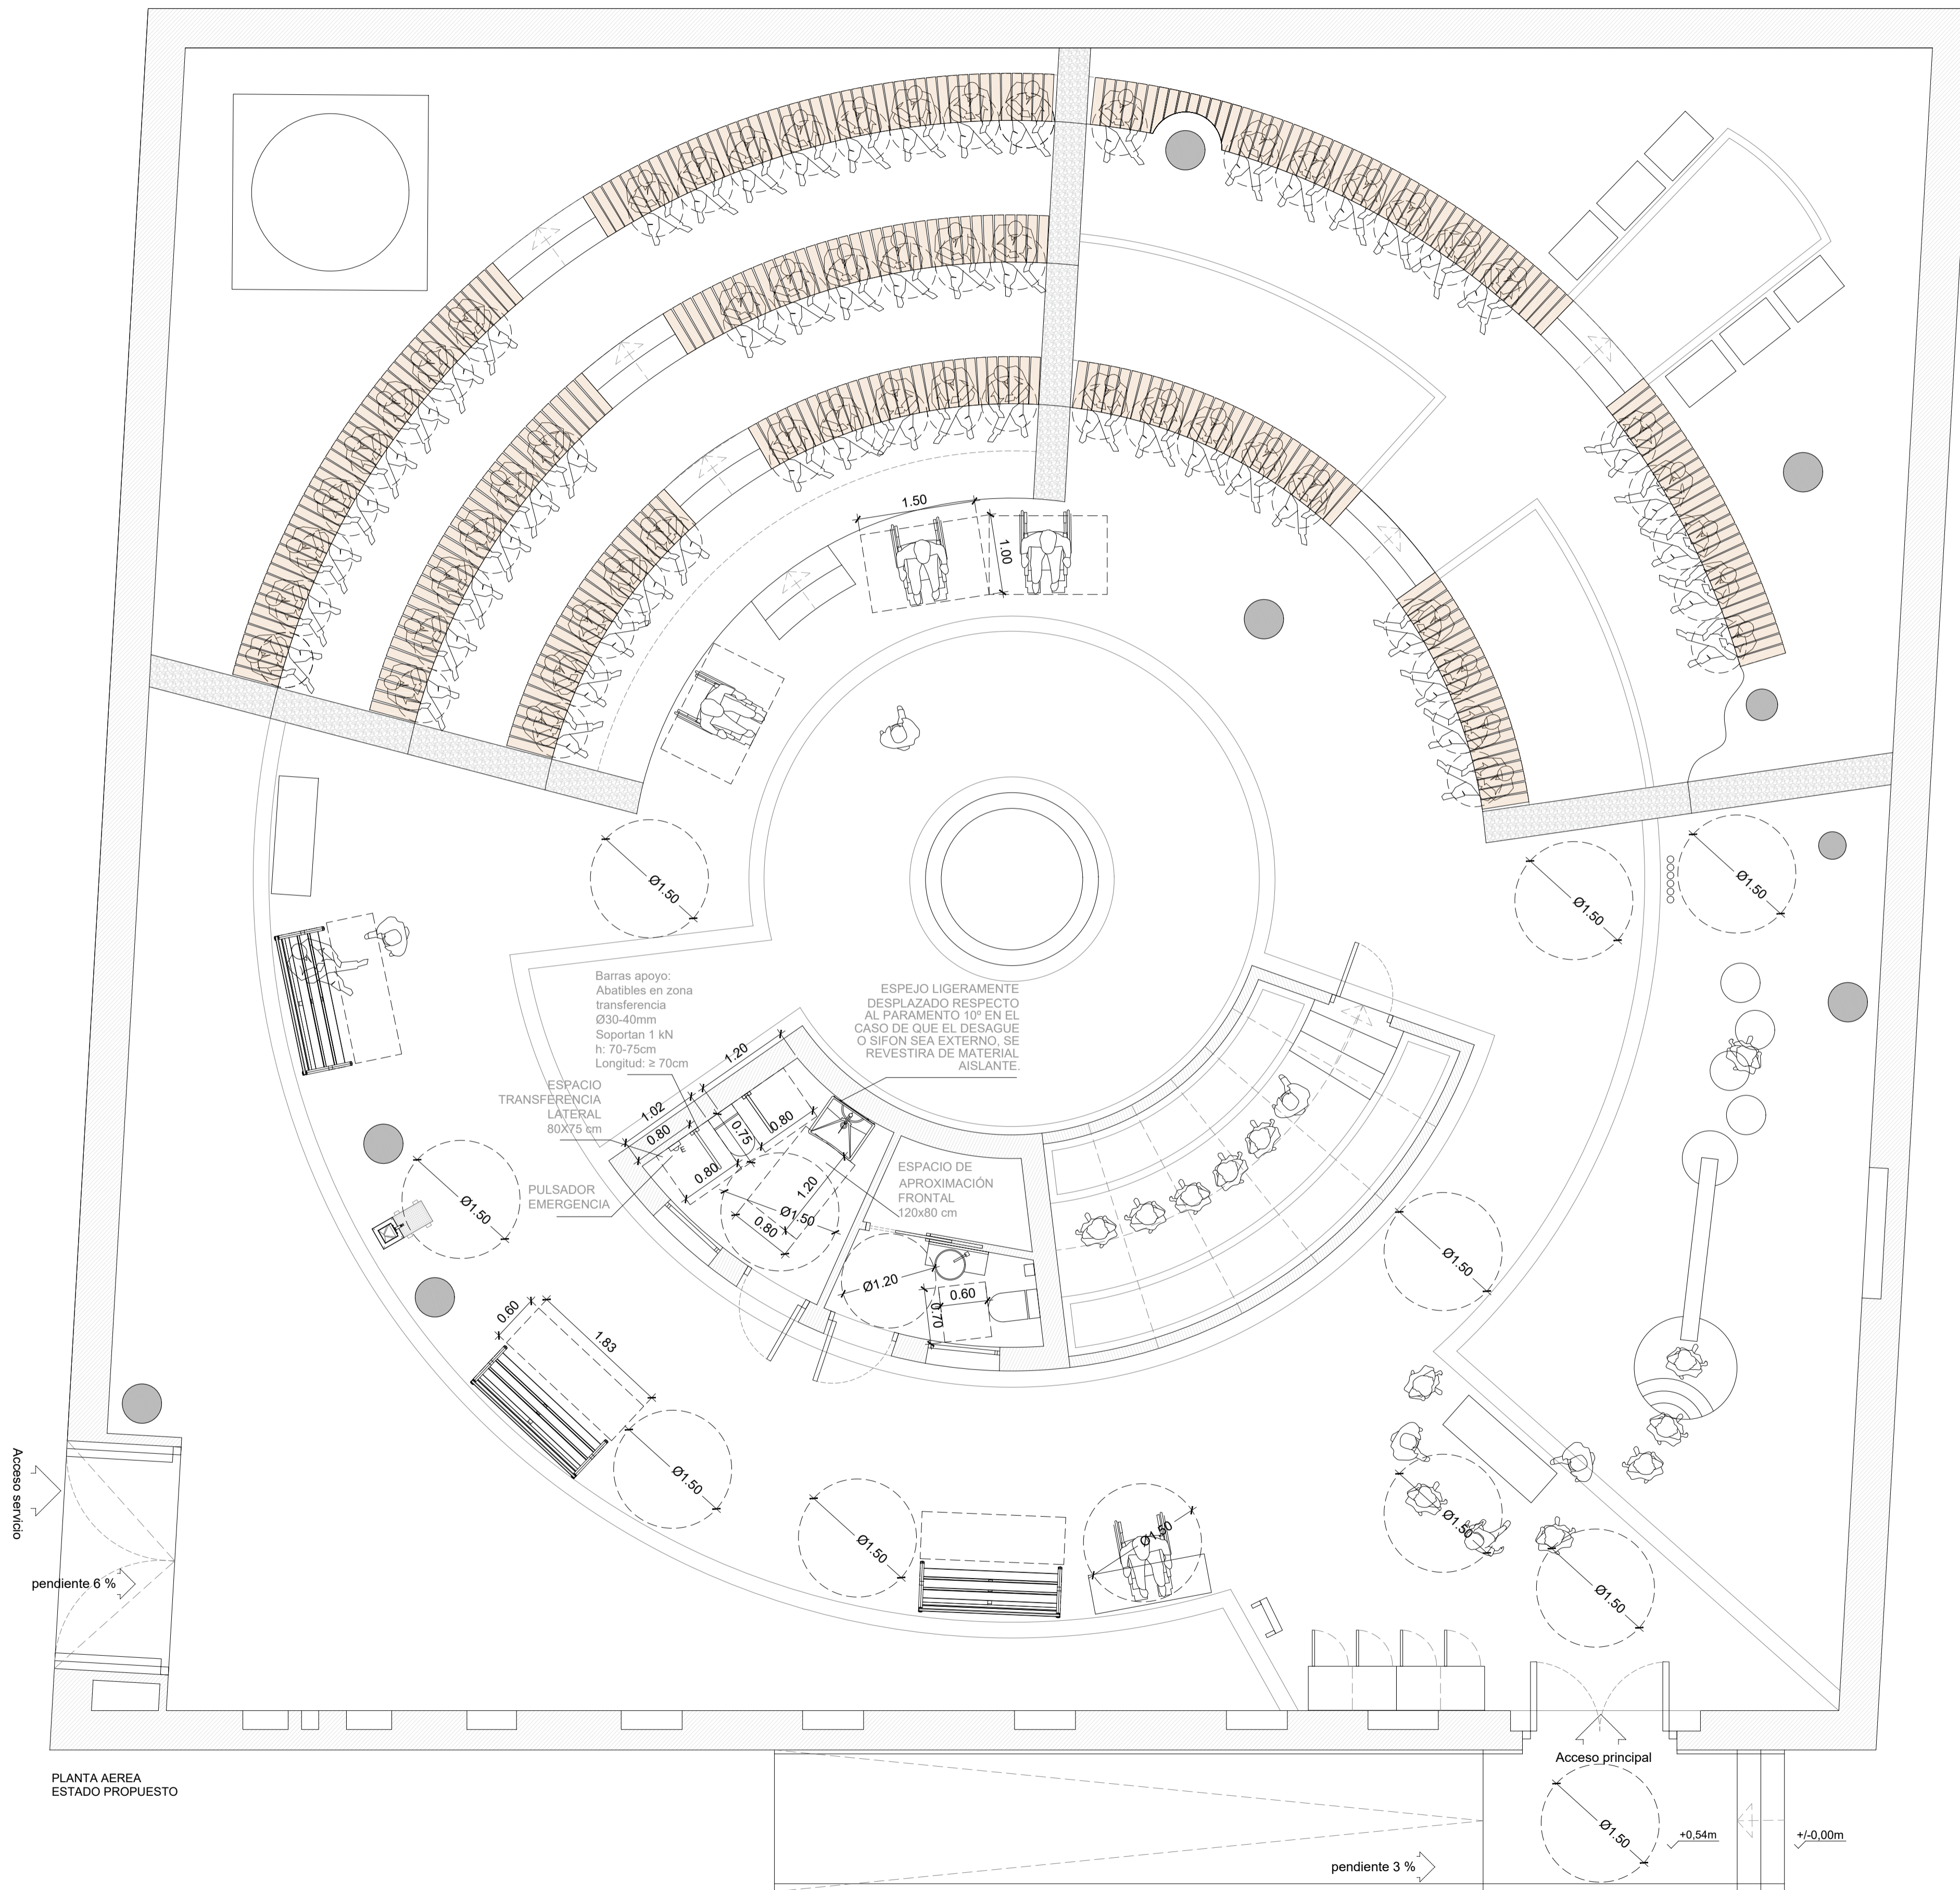 1.50
1.00
Ø1.50
Ø1.50
Ø1.50
Barras apoyo:
Abatibles en zona
transferencia
Ø30-40mm
Soportan 1 kN
h: 70-75cm
Longitud: ≥ 70cm
ESPEJO LIGERAMENTE
DESPLAZADO RESPECTO
AL PARAMENTO 10º EN EL
CASO DE QUE EL DESAGUE
O SIFON SEA EXTERNO, SE
REVESTIRA DE MATERIAL
AISLANTE.
ESPACIO
TRANSFERENCIA
LATERAL
80X75 cm
1.20
1.02
0.80
0.75
0.80
0.80
PULSADOR
EMERGENCIA
ESPACIO DE
APROXIMACIÓN
FRONTAL
120x80 cm
1.20
Ø1.50
0.80
Ø1.50
Ø1.20
0.60
0.70
Ø1.50
0.60
1.83
Ø1.50
Ø1.50
Ø1.50
Ø1.50
Ø1.50
Acceso servicio
pendiente 6 %
Acceso principal
PLANTA AEREA
ESTADO PROPUESTO
Ø1.50
+0,54m
+/-0,00m
pendiente 3 %